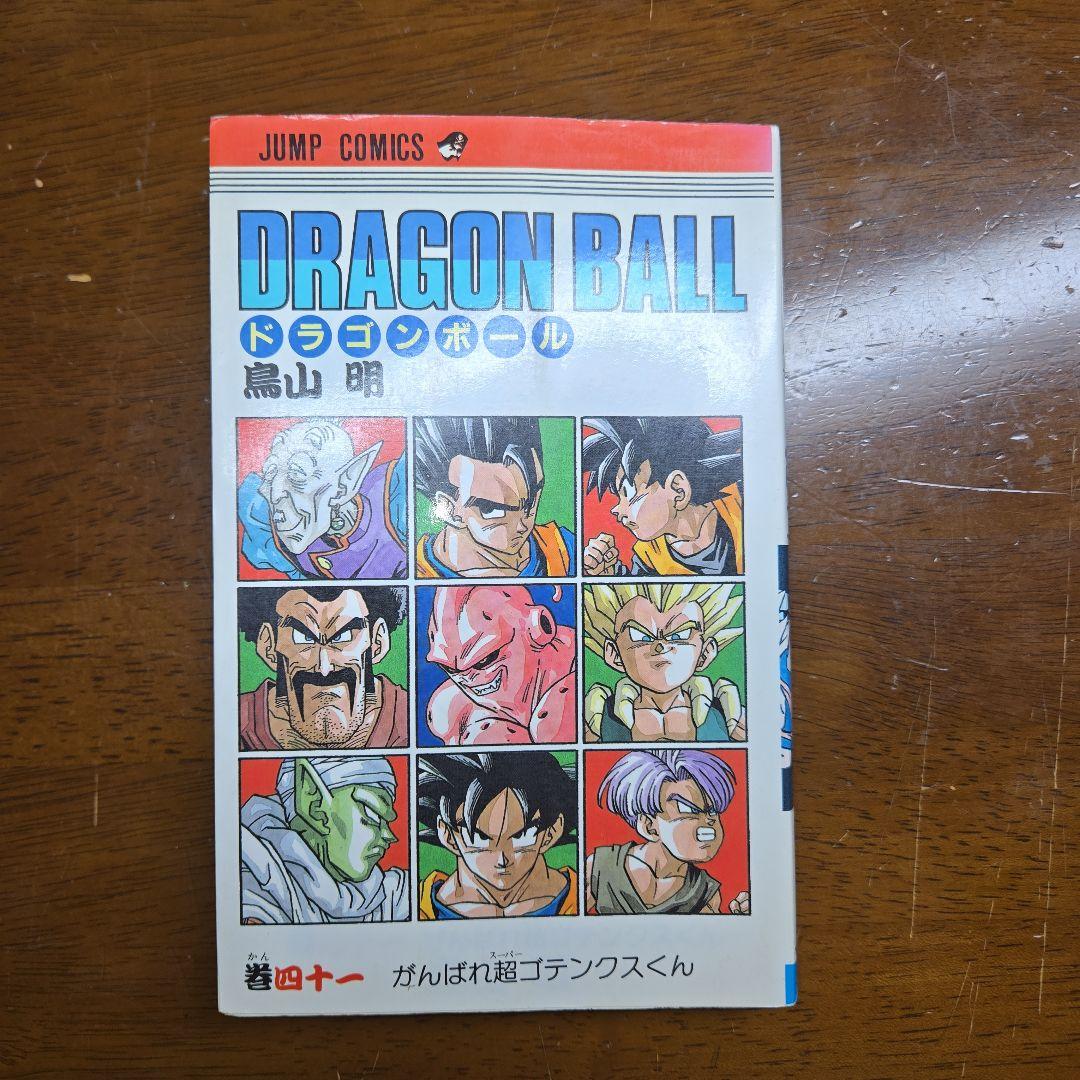 JUMP COMICS
DRAGON BALL
ドラゴンボール
鳥山 明
かん
巻四十一
スーパー
がんばれ超ゴテンクスくん